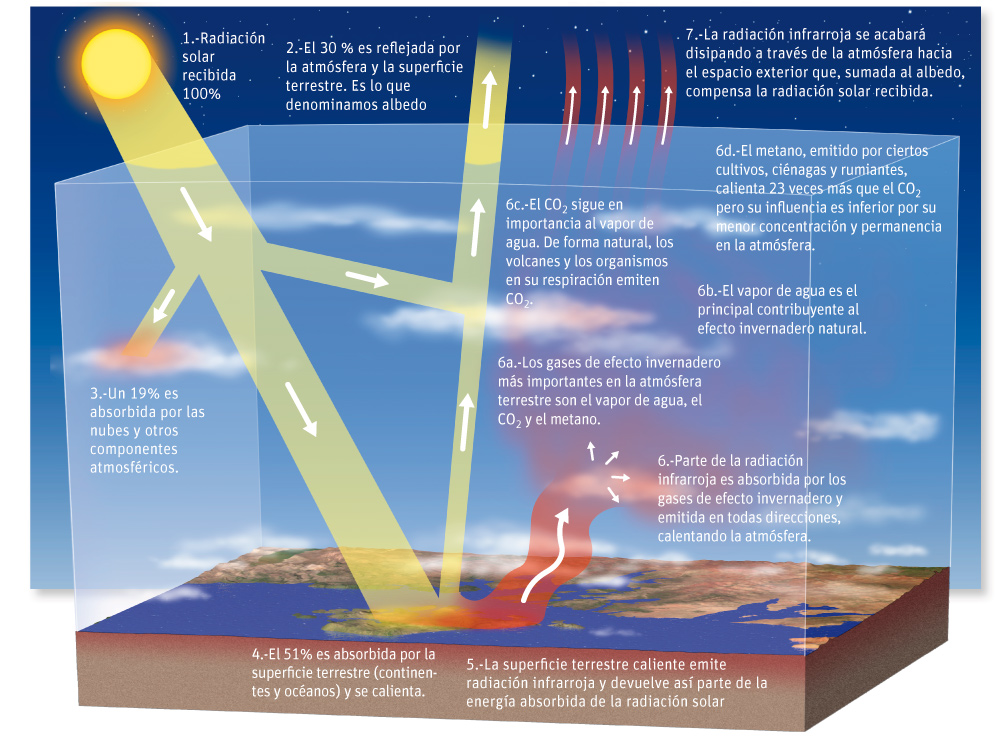 1.-Radiación
solar
recibida
100%
2.-El 30 % es reflejada por
la atmósfera y la superficie
terrestre. Es lo que
denominamos albedo
7.-La radiación infrarroja se acabará
disipando a través de la atmósfera hacia
el espacio exterior que, sumada al albedo,
compensa la radiación solar recibida.
6d.-El metano, emitido por ciertos
cultivos, ciénagas y rumiantes,
calienta 23 veces más que el CO₂
pero su influencia es inferior por su
menor concentración y permanencia
en la atmósfera.
6c.-El CO₂ sigue en
importancia al vapor de
agua. De forma natural, los
volcanes y los organismos
en su respiración emiten
CO₂.
6b.-El vapor de agua es el
principal contribuyente al
efecto invernadero natural.
6a.-Los gases de efecto invernadero
más importantes en la atmósfera
terrestre son el vapor de agua, el
CO₂ y el metano.
3.-Un 19% es
absorbida por las
nubes y otros
componentes
atmosféricos.
6.-Parte de la radiación
infrarroja es absorbida por los
gases de efecto invernadero y
emitida en todas direcciones,
calentando la atmósfera.
4.-El 51% es absorbida por la
superficie terrestre (continen-
tes y océanos) y se calienta.
5.-La superficie terrestre caliente emite
radiación infrarroja y devuelve así parte de la
energía absorbida de la radiación solar